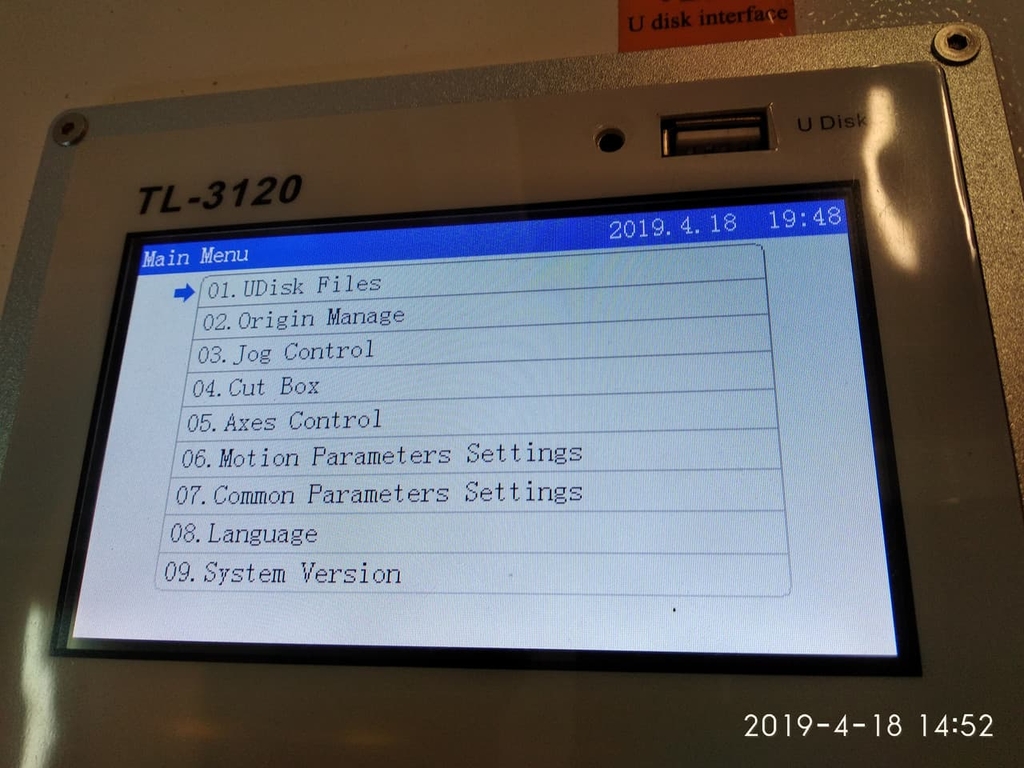 U disk interface
U Disk
TL-3120
Main Menu 2019.4.18 19:48
01.UDisk Files
02.Origin Manage
03.Jog Control
04.Cut Box
05.Axes Control
06.Motion Parameters Settings
07.Common Parameters Settings
08.Language
09.System Version
2019-4-18 14:52